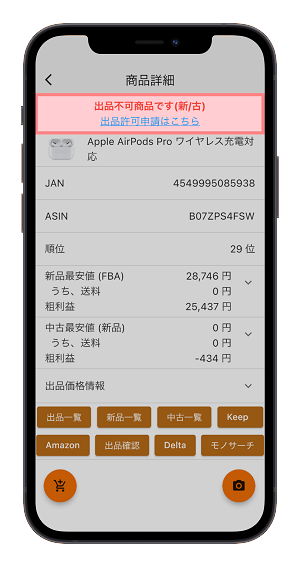 商品詳細
出品不可商品です(新/古)
出品許可申請はこちら
Apple AirPods Pro ワイヤレス充電対
応
JAN 4549995085938
ASIN B07ZPS4FSW
順位 29 位
新品最安値 (FBA) 28,746 円
うち、送料 0 円
粗利益 25,437 円
中古最安値 (新品) 0 円
うち、送料 0 円
粗利益 -434 円
出品価格情報
出品一覧 新品一覧 中古一覧 Keep
Amazon 出品確認 Delta モノサーチ